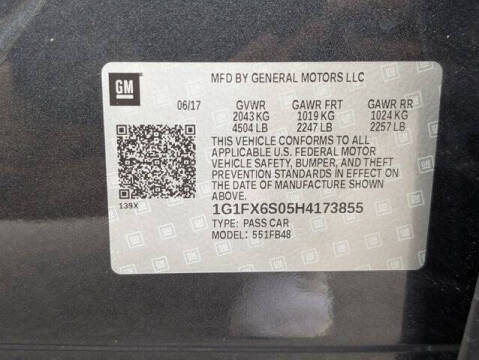 GM
MFD BY GENERAL MOTORS LLC
06/17 GVWR GAWR FRT GAWR RR
2043 KG 1019 KG 1024 KG
4504 LB 2247 LB 2257 LB
THIS VEHICLE CONFORMS TO ALL
APPLICABLE U.S. FEDERAL MOTOR
VEHICLE SAFETY, BUMPER, AND THEFT
PREVENTION STANDARDS IN EFFECT ON
THE DATE OF MANUFACTURE SHOWN
ABOVE.
139X
1G1FX6S05H4173855
TYPE: PASS CAR
MODEL: 551FB48